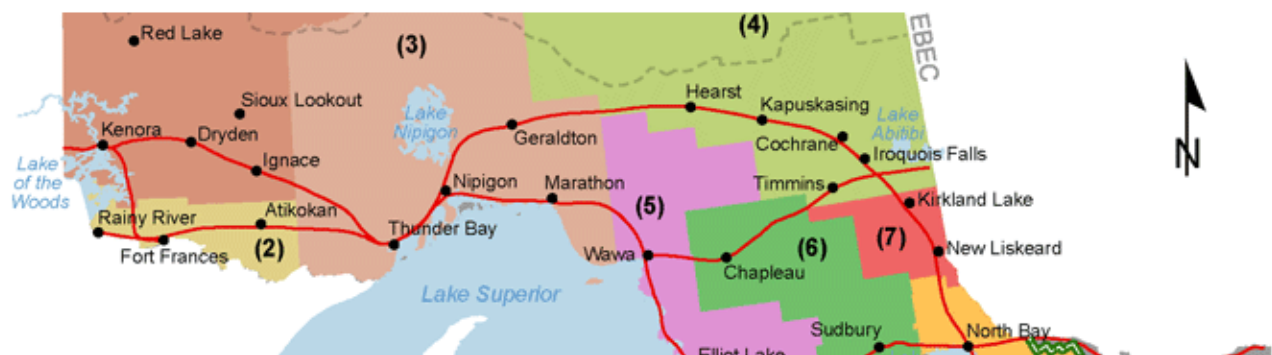 Red Lake
(3)
(4)
EBEC
Sioux Lookout
Lake
Nipigon
Hearst
Kapuskasing
Lake
Abitibi
Kenora
Dryden
Geraldton
Cochrane
Iroquois Falls
N
Ignace
Lake
of the
Woods
Nipigon
Marathon
Timmins
Kirkland Lake
Rainy River
Atikokan
(5)
Thunder Bay
(2)
Fort Frances
Wawa
(6)
(7)
New Liskeard
Chapleau
Lake Superior
Sudbury
North Bay
Elliot Lake